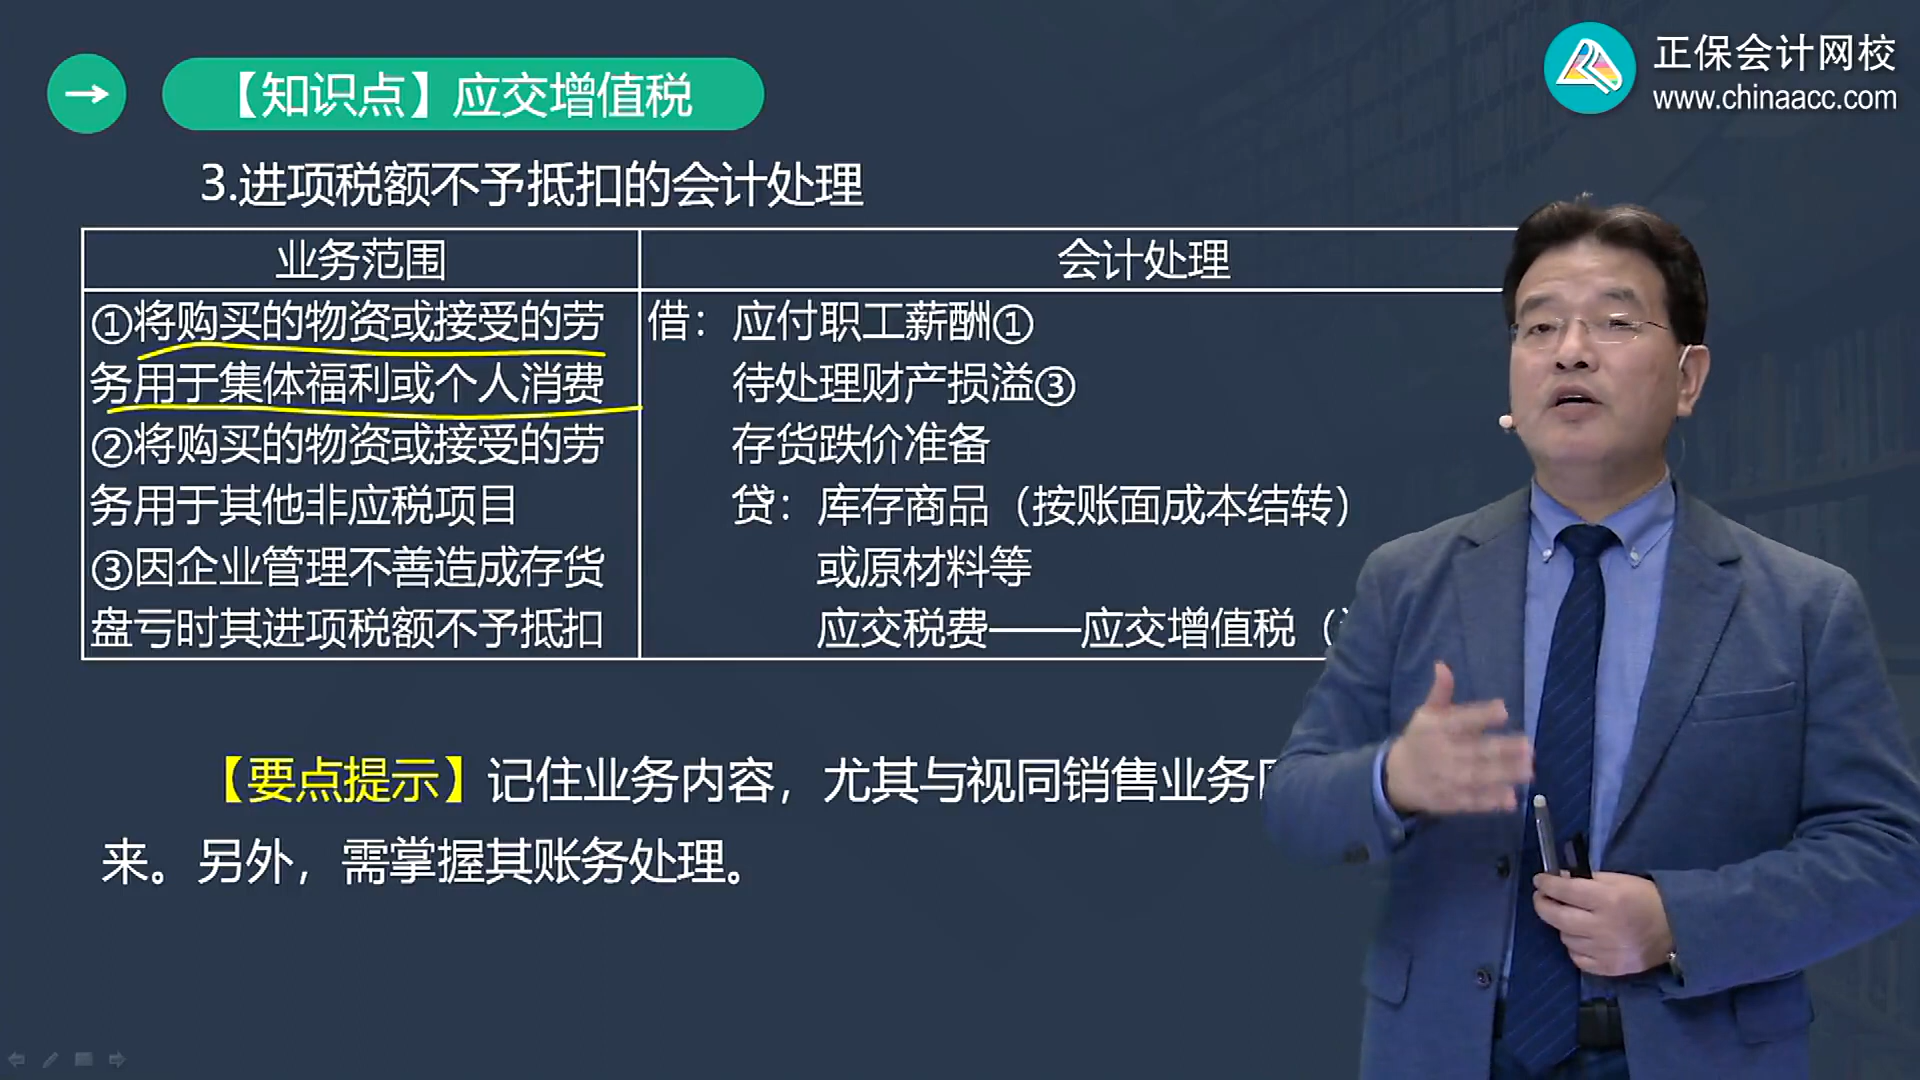 正保会计网校
www.chinaacc.com
【知识点】应交增值税
3.进项税额不予抵扣的会计处理
业务范围
会计处理
①将购买的物资或接受的劳
务用于集体福利或个人消费
②将购买的物资或接受的劳
务用于其他非应税项目
③因企业管理不善造成存货
盘亏时其进项税额不予抵扣
借：应付职工薪酬①
待处理财产损溢③
存货跌价准备
贷：库存商品（按账面成本结转）
或原材料等
应交税费——应交增值税（
【要点提示】记住业务内容，尤其与视同销售业务
来。另外，需掌握其账务处理。